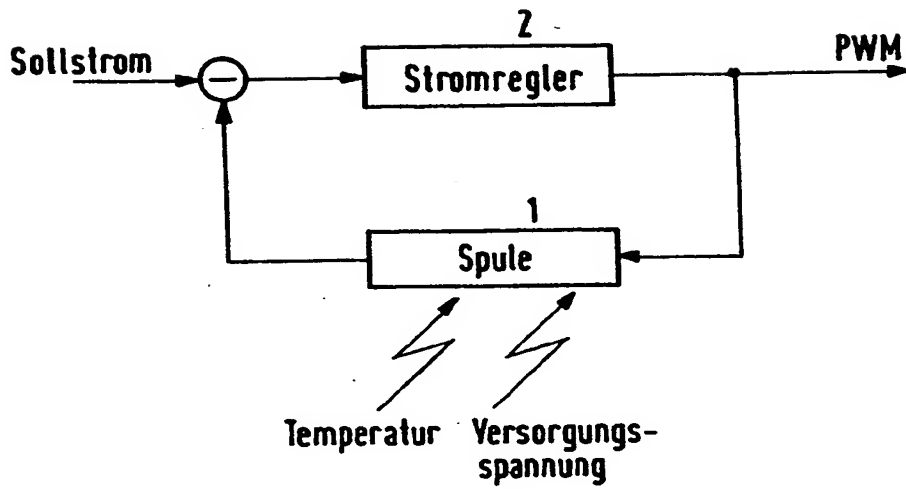 2
Sollstrom
PWM
Stromregler
1
Spule
Temperatur Versorgungs-
spannung